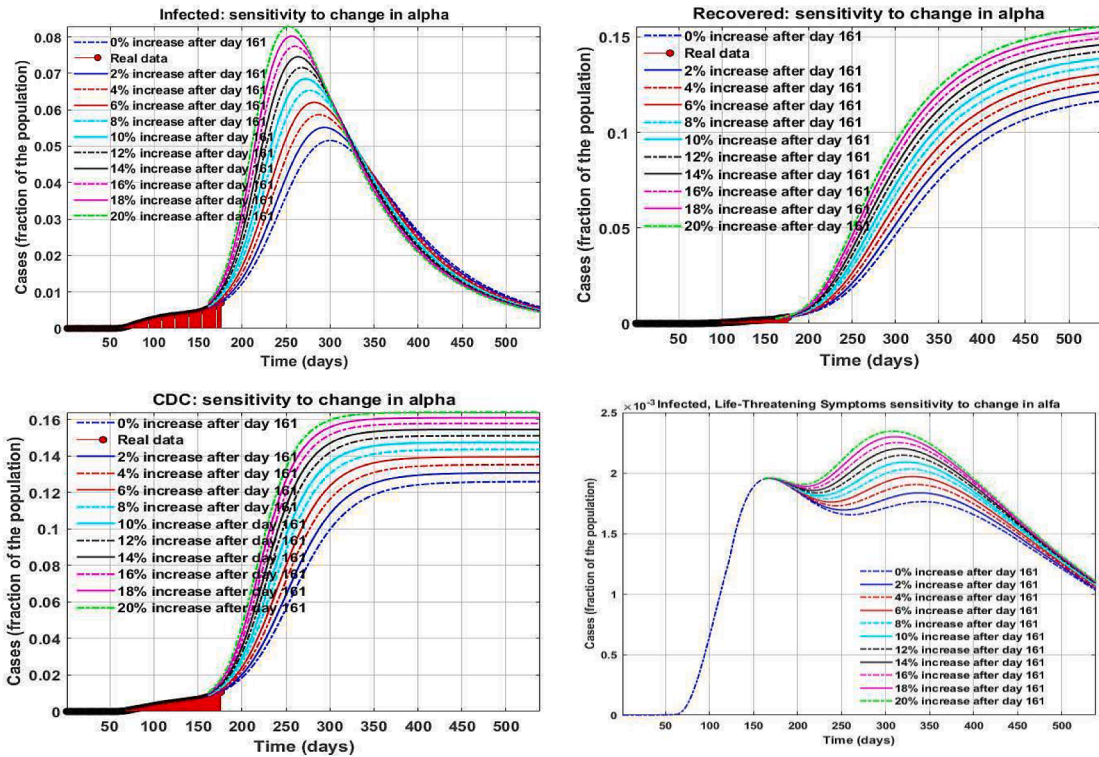 Infected: sensitivity to change in alpha
Cases (fraction of the population)
0.08
0.07
0.06
0.05
0.04
0.03
0.02
0.01
0
0% increase after day 161
Real data
2% increase after day 161
4% increase after day 161
6% increase after day 161
8% increase after day 161
10% increase after day 161
12% increase after day 161
14% increase after day 161
16% increase after day 161
18% increase after day 161
20% increase after day 161
50 100 150 200 250 300 350 400 450 500
Time (days)
Recovered: sensitivity to change in alpha
Cases (fraction of the population)
0.15
0.1
0.05
0
0% increase after day 161
Real data
2% increase after day 161
4% increase after day 161
6% increase after day 161
8% increase after day 161
10% increase after day 161
12% increase after day 161
14% increase after day 161
16% increase after day 161
18% increase after day 161
20% increase after day 161
50 100 150 200 250 300 350 400 450 500
Time (days)
CDC: sensitivity to change in alpha
Cases (fraction of the population)
0.16
0.14
0.12
0.1
0.08
0.06
0.04
0.02
0
0% increase after day 161
Real data
2% increase after day 161
4% increase after day 161
6% increase after day 161
8% increase after day 161
10% increase after day 161
12% increase after day 161
14% increase after day 161
16% increase after day 161
18% increase after day 161
20% increase after day 161
50 100 150 200 250 300 350 400 450 500
Time (days)
×10⁻³ Infected, Life-Threatening Symptoms sensitivity to change in alfa
Cases (fraction of the population)
2.5
2
1.5
1
0.5
0
0% increase after day 161
2% increase after day 161
4% increase after day 161
6% increase after day 161
8% increase after day 161
10% increase after day 161
12% increase after day 161
14% increase after day 161
16% increase after day 161
18% increase after day 161
20% increase after day 161
50 100 150 200 250 300 350 400 450 500
Time (days)